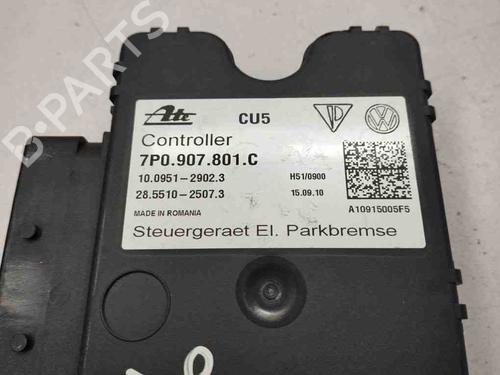 Ate CU5
Controller
7P0.907.801.C
10.0951-2902.3 H51/0900
28.5510-2507.3 15.09.10
MADE IN ROMANIA A10915005F5
Steuergeraet El. Parkbremse
B-PARTS